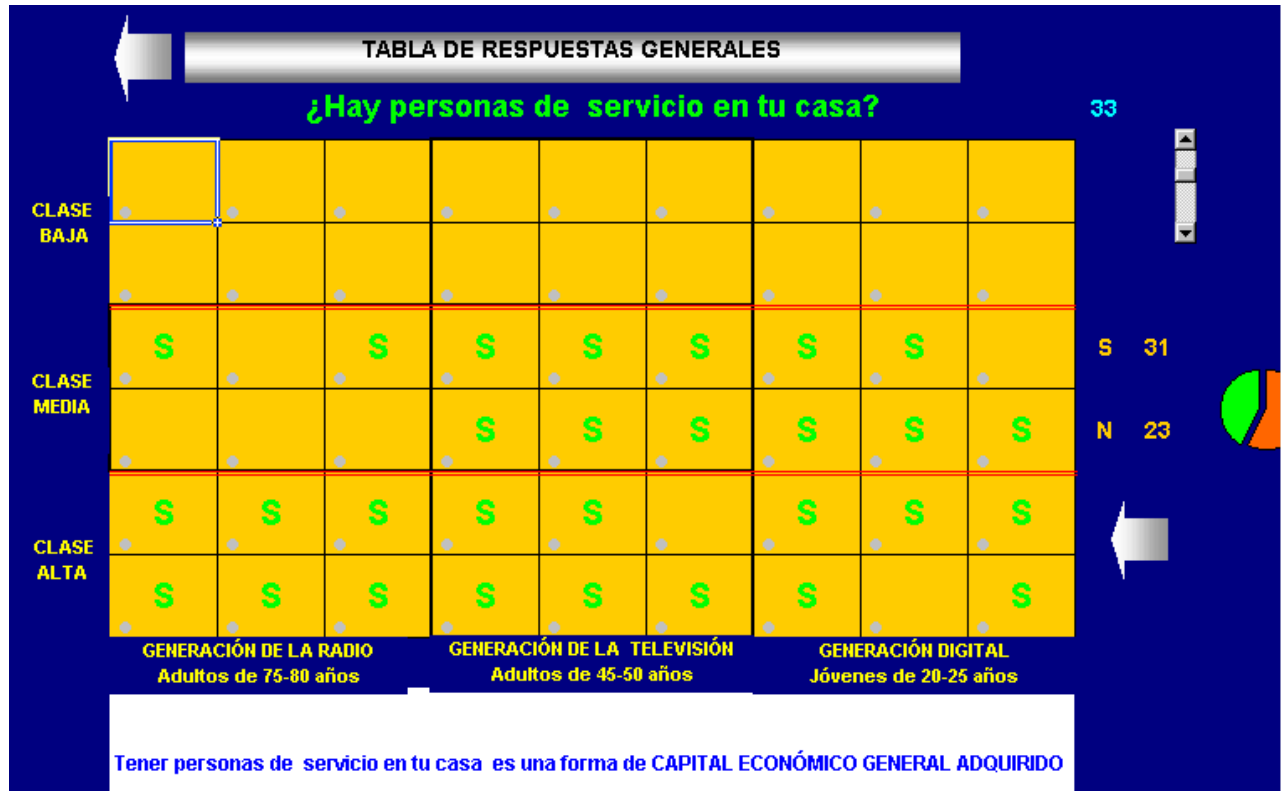 TABLA DE RESPUESTAS GENERALES
¿Hay personas de servicio en tu casa?
33
CLASE
BAJA
S S S S S S S
S 31
CLASE
MEDIA
S S S S S S
N 23
S S S S S S S S
CLASE
ALTA
S S S S S S S S
GENERACIÓN DE LA RADIO
Adultos de 75-80 años
GENERACIÓN DE LA TELEVISIÓN
Adultos de 45-50 años
GENERACIÓN DIGITAL
Jóvenes de 20-25 años
Tener personas de servicio en tu casa es una forma de CAPITAL ECONÓMICO GENERAL ADQUIRIDO